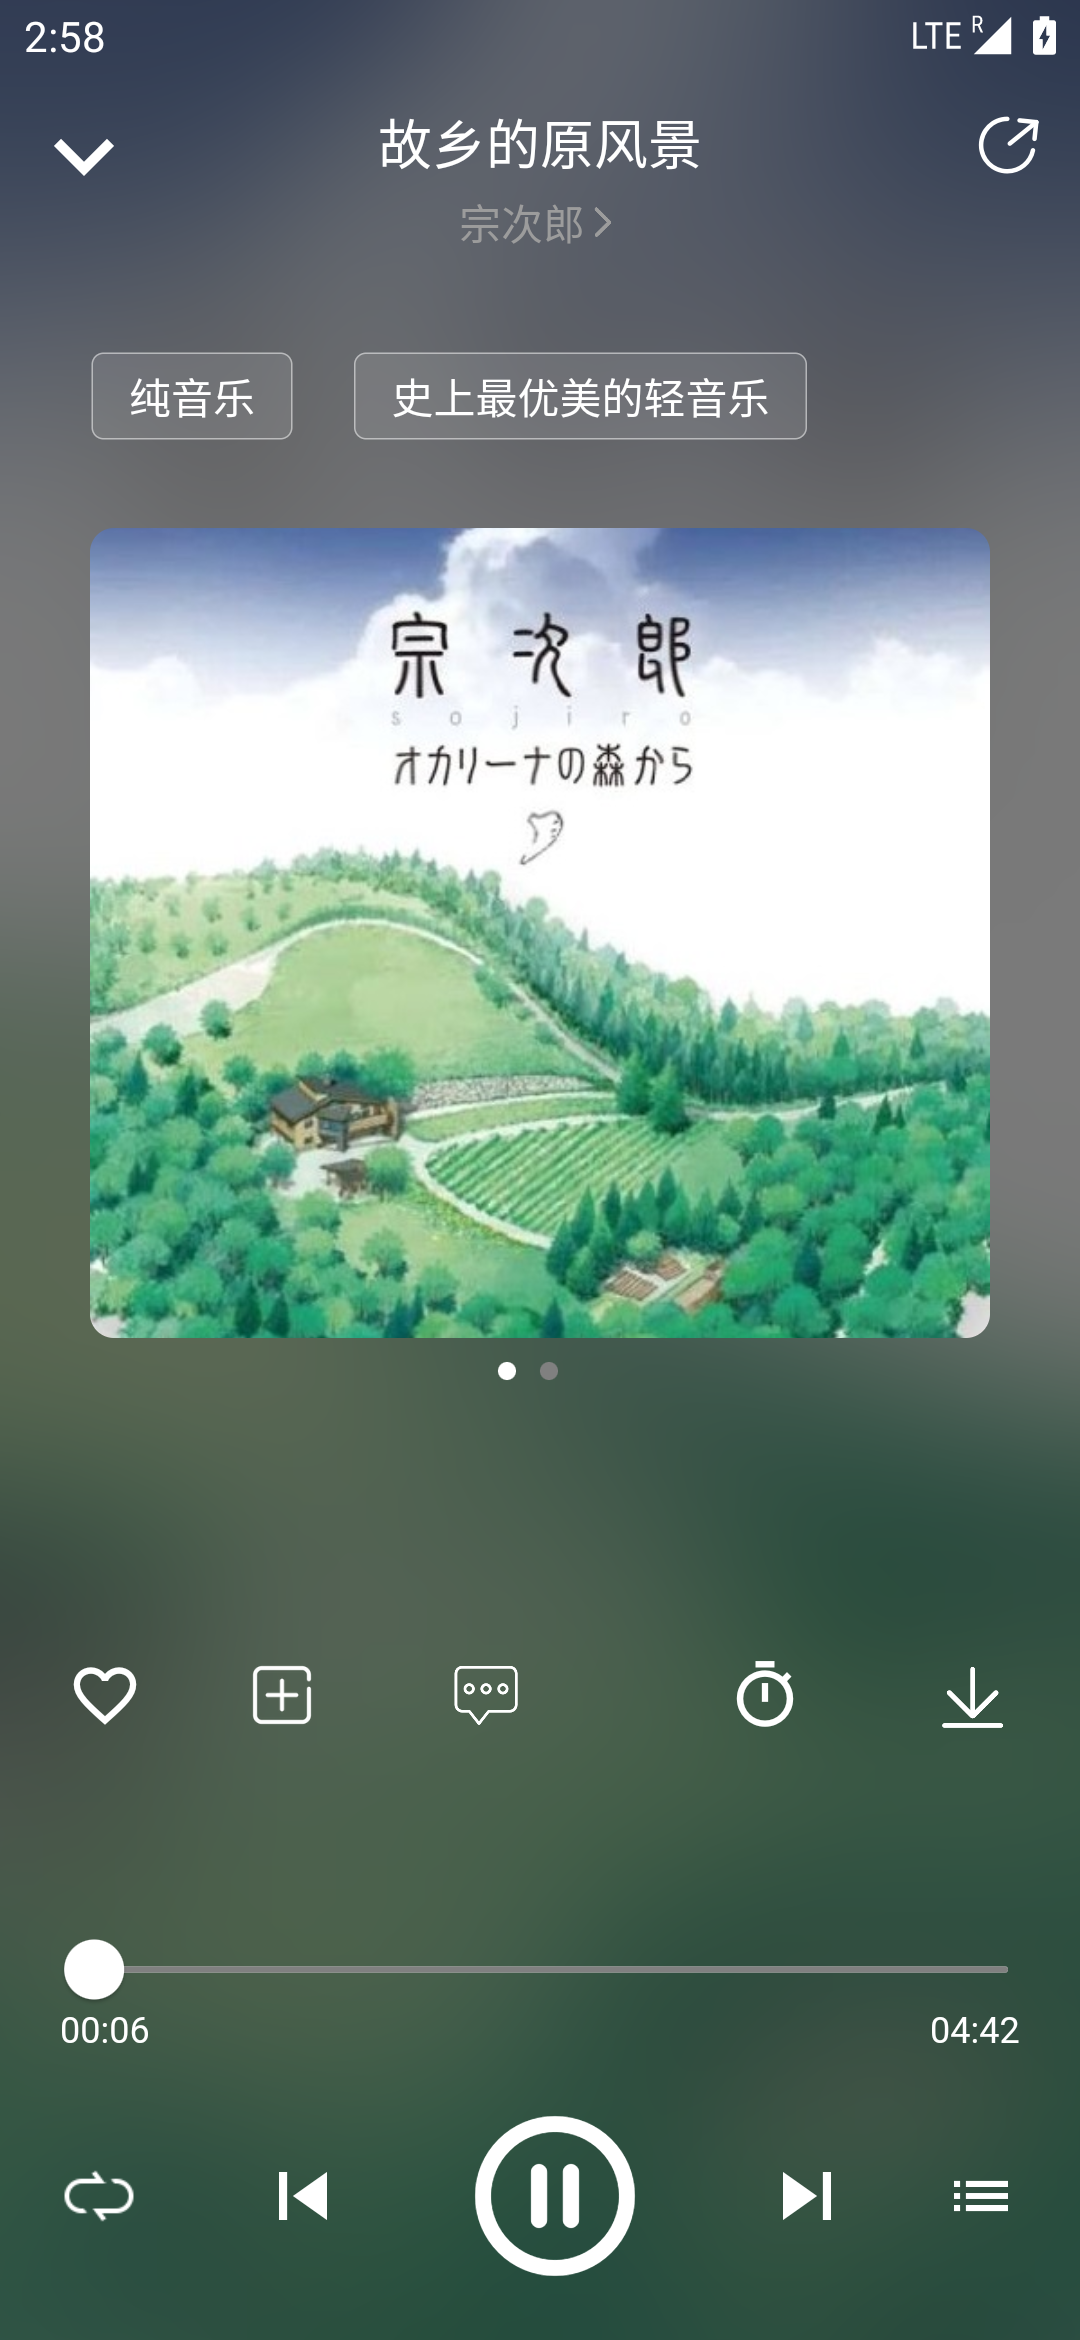 2:58
LTE R
故乡的原风景
宗次郎
纯音乐
史上最优美的轻音乐
宗次郎
sojiro
オカリーナの森から
00:06
04:42